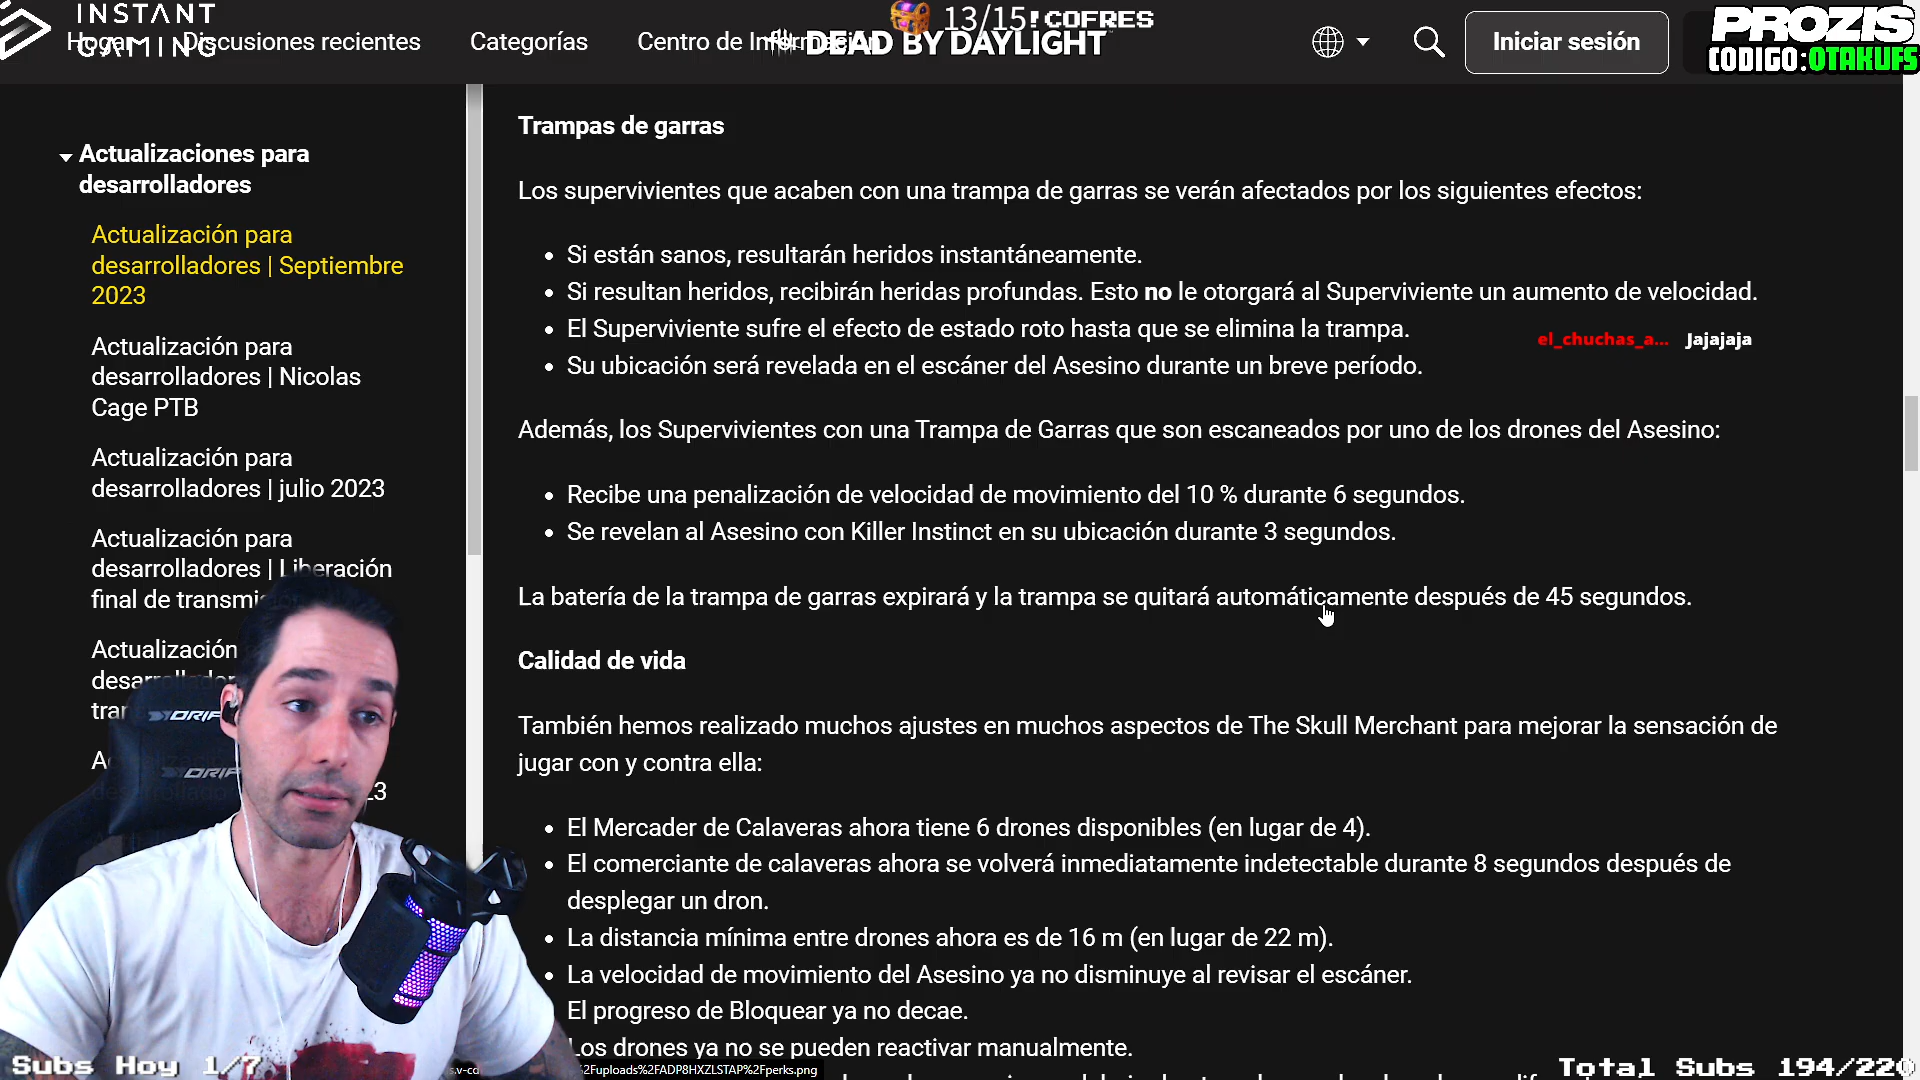 INSTANT
GAMING
Hogar
Discusiones recientes
Categorías
Centro de
13/15
!COFRES
DEAD BY DAYLIGHT
Iniciar sesión
PROZIS
CODIGO:OTAKUFS
Actualizaciones para
desarrolladores
Actualización para
desarrolladores | Septiembre
2023
Actualización para
desarrolladores | Nicolas
Cage PTB
Actualización para
desarrolladores | julio 2023
Actualización para
desarrolladores | Liberación
final de
Actualización
Trampas de garras
Los supervivientes que acaben con una trampa de garras se verán afectados por los siguientes efectos:
• Si están sanos, resultarán heridos instantáneamente.
• Si resultan heridos, recibirán heridas profundas. Esto no le otorgará al Superviviente un aumento de velocidad.
• El Superviviente sufre el efecto de estado roto hasta que se elimina la trampa.
el_chuchas_a... Jajajaja
• Su ubicación será revelada en el escáner del Asesino durante un breve período.
Además, los Supervivientes con una Trampa de Garras que son escaneados por uno de los drones del Asesino:
• Recibe una penalización de velocidad de movimiento del 10 % durante 6 segundos.
• Se revelan al Asesino con Killer Instinct en su ubicación durante 3 segundos.
La batería de la trampa de garras expirará y la trampa se quitará automáticamente después de 45 segundos.
Calidad de vida
También hemos realizado muchos ajustes en muchos aspectos de The Skull Merchant para mejorar la sensación de
jugar con y contra ella:
• El Mercader de Calaveras ahora tiene 6 drones disponibles (en lugar de 4).
• El comerciante de calaveras ahora se volverá inmediatamente indetectable durante 8 segundos después de
desplegar un dron.
• La distancia mínima entre drones ahora es de 16 m (en lugar de 22 m).
• La velocidad de movimiento del Asesino ya no disminuye al revisar el escáner.
El progreso de Bloquear ya no decae.
Los drones ya no se pueden reactivar manualmente.
2Fuploads%2FADP8HXZLSTAP%2Fperks.png
Subs Hoy 1/7
Total Subs 194/220